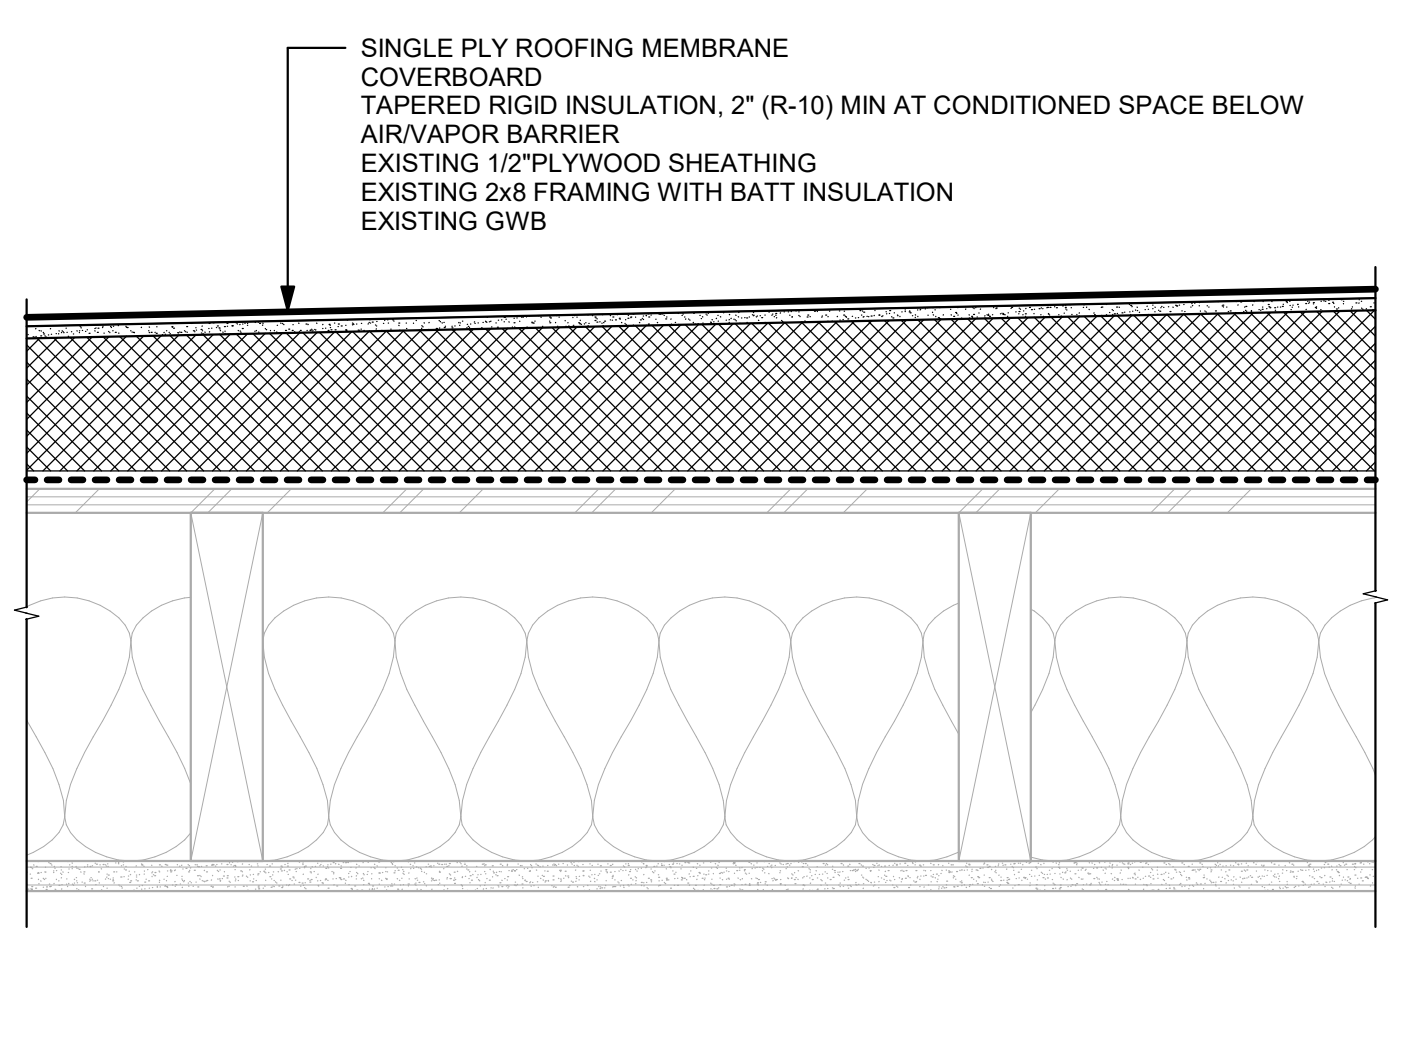 SINGLE PLY ROOFING MEMBRANE
COVERBOARD
TAPERED RIGID INSULATION, 2" (R-10) MIN AT CONDITIONED SPACE BELOW
AIR/VAPOR BARRIER
EXISTING 1/2"PLYWOOD SHEATHING
EXISTING 2x8 FRAMING WITH BATT INSULATION
EXISTING GWB